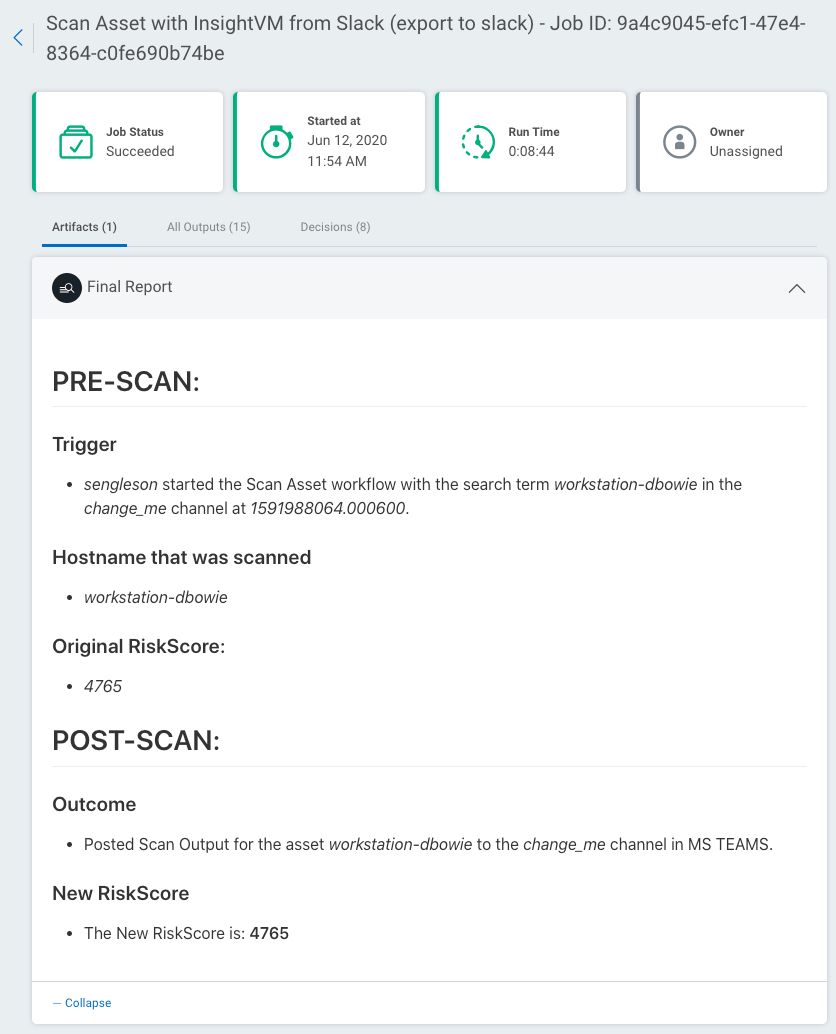 Scan Asset with InsightVM from Slack (export to slack) - Job ID: 9a4c9045-efc1-47e4-
8364-c0fe690b74be
Job Status
Succeeded
Started at
Jun 12, 2020
11:54 AM
Run Time
0:08:44
Owner
Unassigned
Artifacts (1)
All Outputs (15)
Decisions (8)
Final Report
PRE-SCAN:
Trigger
• sengleson started the Scan Asset workflow with the search term workstation-dbowie in the
change_me channel at 1591988064.000600.
Hostname that was scanned
• workstation-dbowie
Original RiskScore:
• 4765
POST-SCAN:
Outcome
• Posted Scan Output for the asset workstation-dbowie to the change_me channel in MS TEAMS.
New RiskScore
• The New RiskScore is: 4765
— Collapse